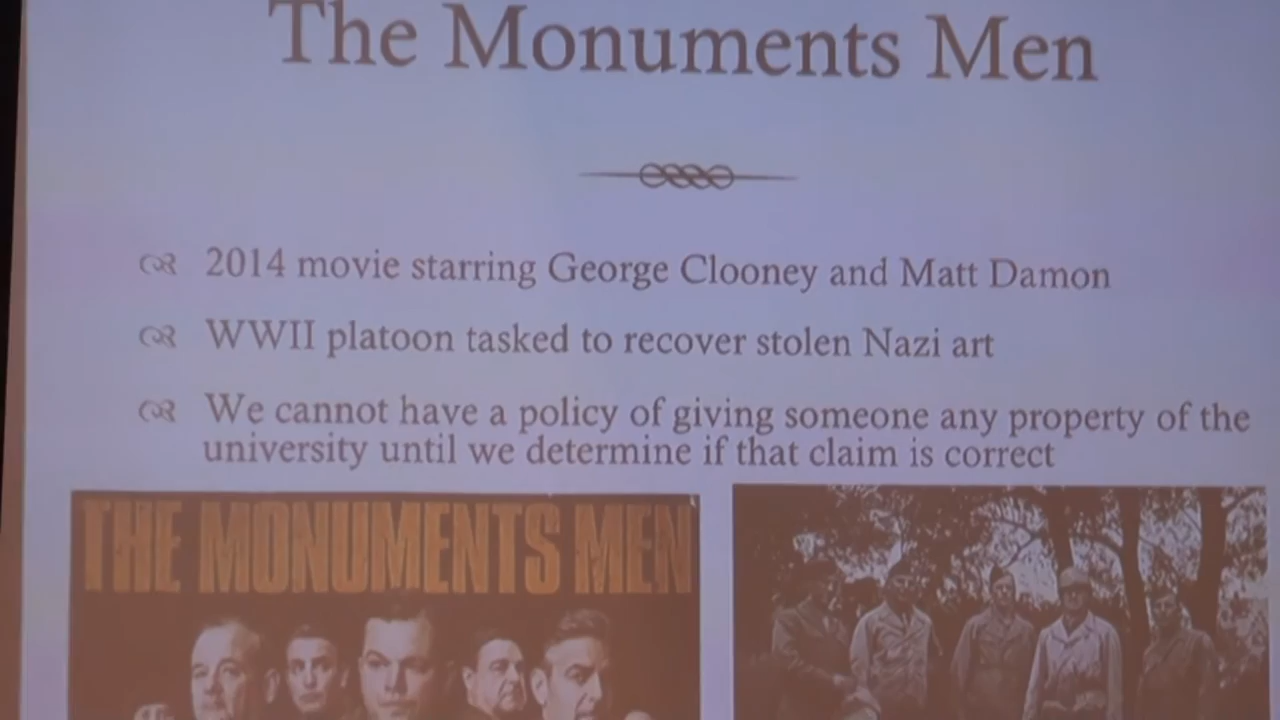 The Monuments Men
2014 movie starring George Clooney and Matt Damon
WWII platoon tasked to recover stolen Nazi art
We cannot have a policy of giving someone any property of the
university until we determine if that claim is correct
THE MONUMENTS MEN